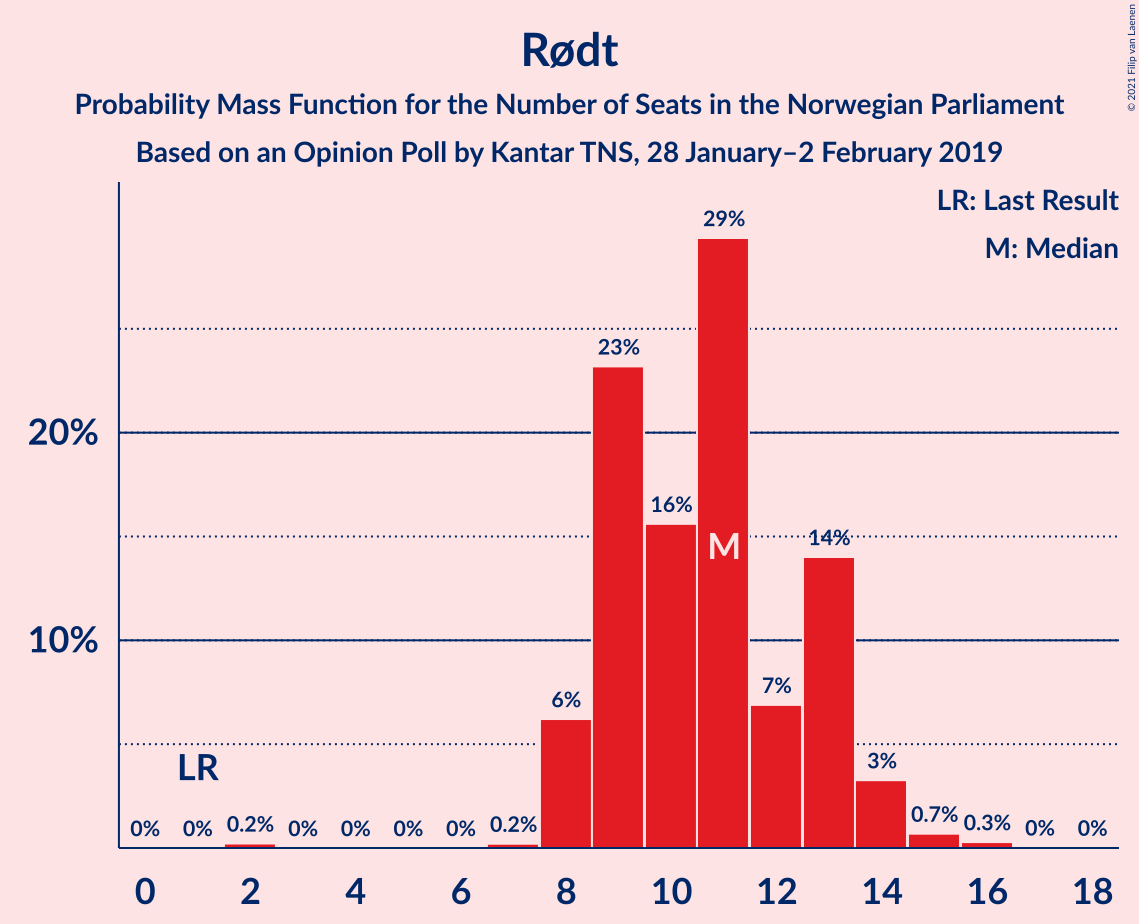 Rødt
Probability Mass Function for the Number of Seats in the Norwegian Parliament
Based on an Opinion Poll by Kantar TNS, 28 January–2 February 2019
© 2021 Filip van Laenen
LR: Last Result
M: Median
29%
23%
20%
16%
14%
M
10%
7%
6%
3%
LR
0% 0% 0.2% 0% 0% 0% 0% 0.2% 0.7% 0.3% 0% 0%
0 2 4 6 8 10 12 14 16 18